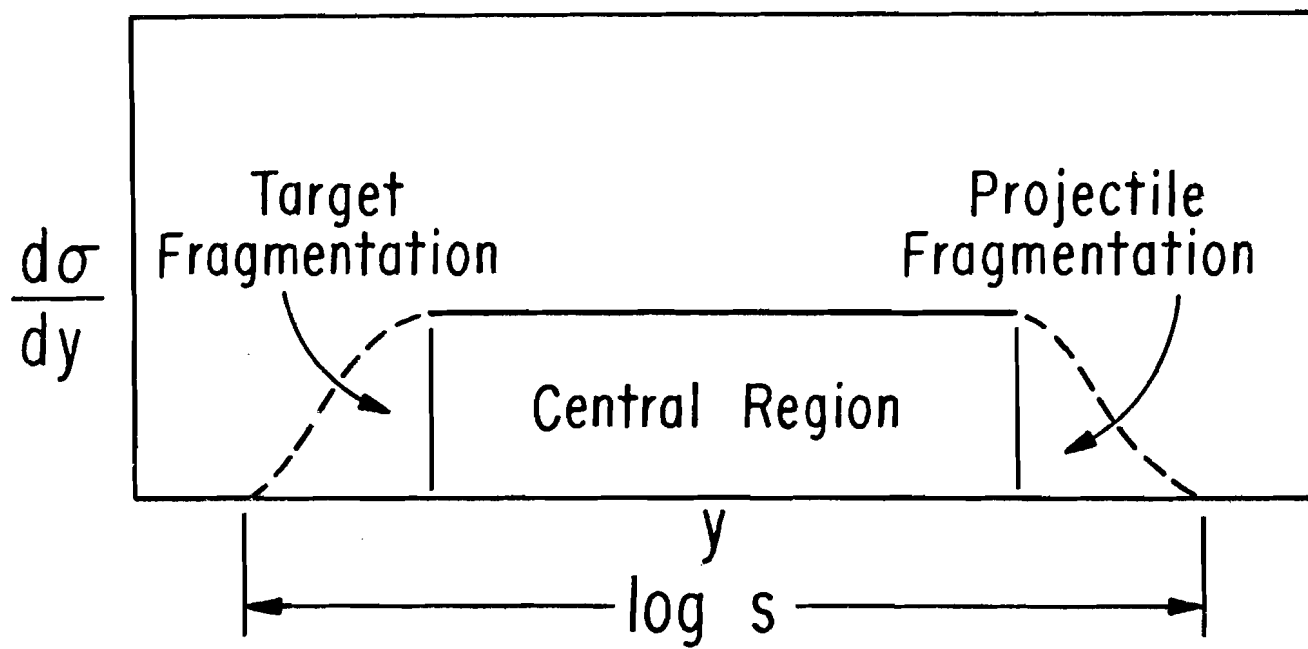 Target
Fragmentation
Projectile
Fragmentation
dσ
dy
Central Region
y
log s